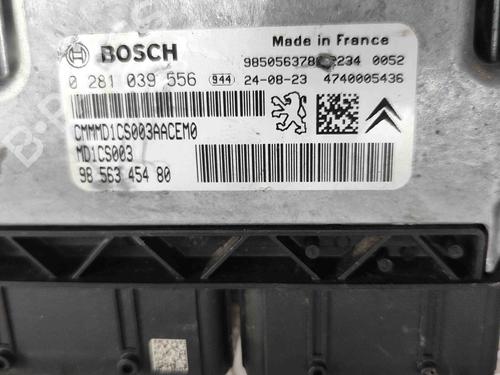 BOSCH
Made in France
0 281 039 556 944 24-08-23 4740005436
2234 0052
CMMMD1CS003AACEM0
MD1CS003
98 563 454 80